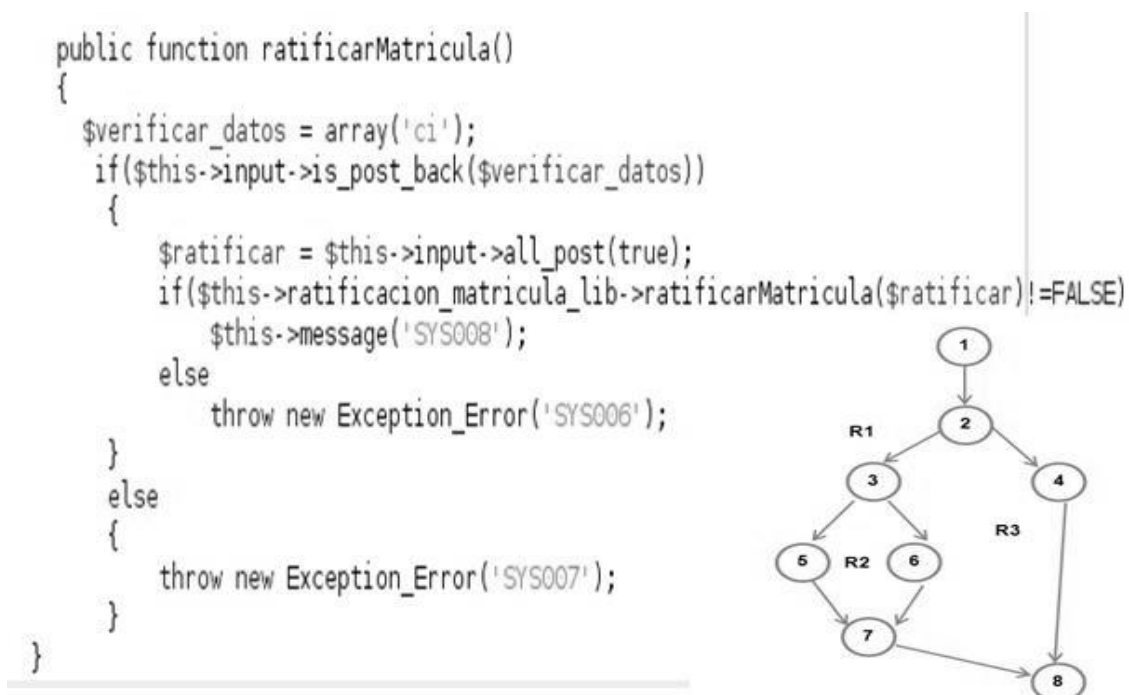 public function ratificarMatricula()
{
$verificar_datos = array('ci');
if($this->input->is_post_back($verificar_datos))
{
$ratificar = $this->input->all_post(true);
if($this->ratificacion_matricula_lib->ratificarMatricula($ratificar)!=FALSE)
$this->message('SYS008');
else
throw new Exception_Error('SYS006');
}
else
{
throw new Exception_Error('SYS007');
}
}
1
R1
2
3
4
R3
5
R2
6
7
8